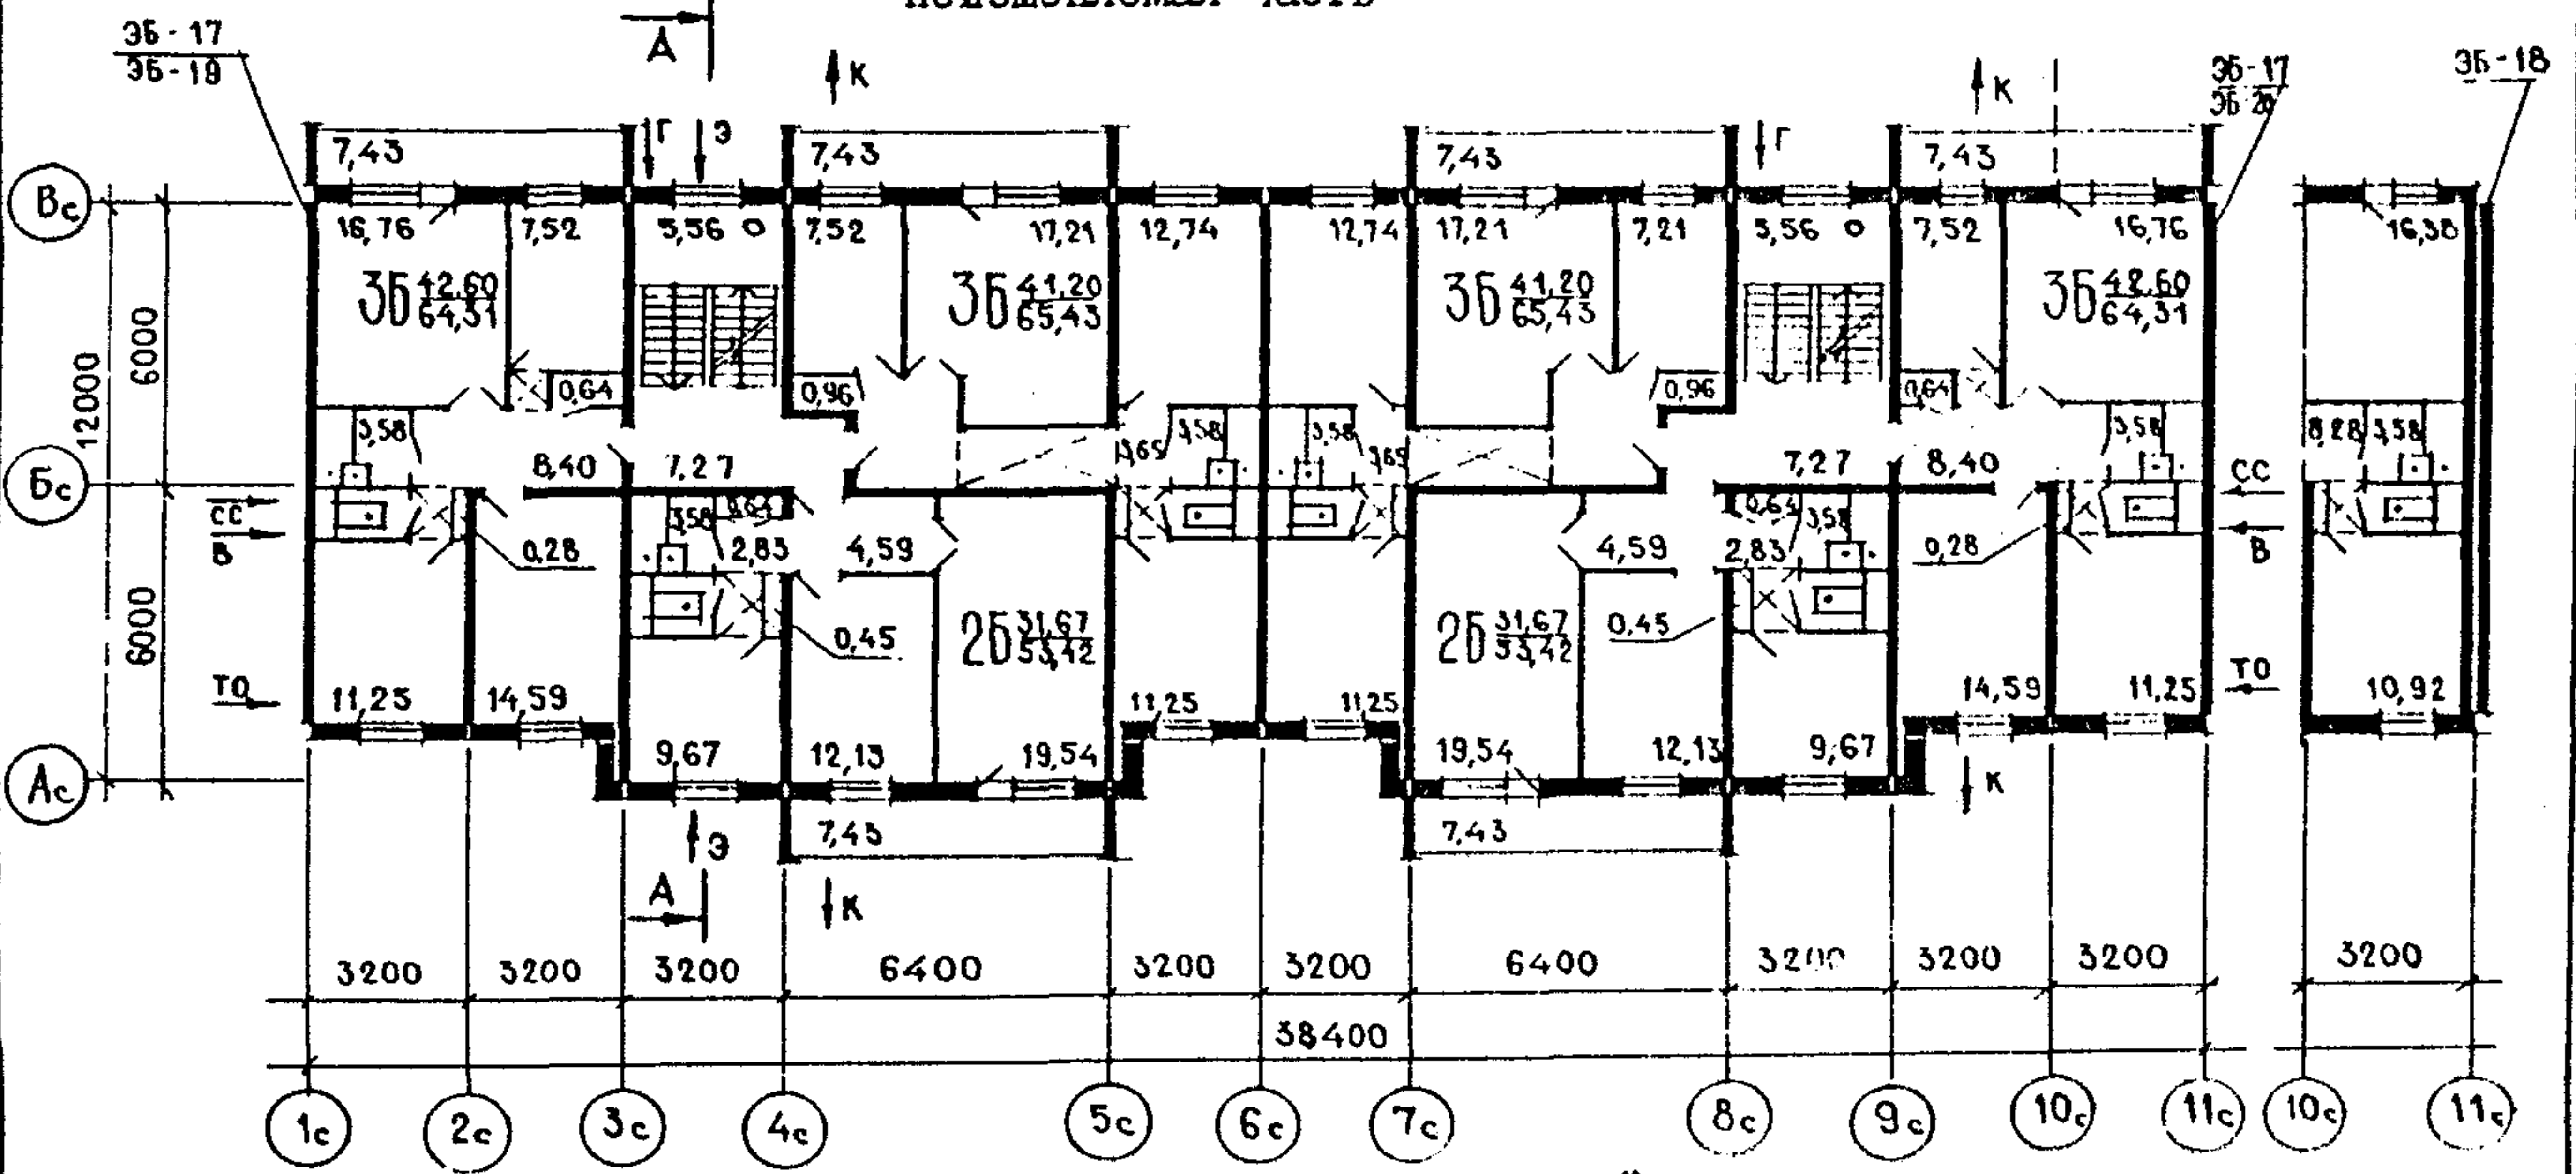 А
ЭБ-17
ЭБ-19
К
К
ЭБ-17
ЭБ-20
ЭБ-18
Г Э Г
7,43 7,43 7,43 7,43
Вс
16,76 7,52 5,56 0 7,52 17,21 12,74 12,74 17,21 7,21 5,56 0 7,52 16,76 16,38
3Б 42,60 3Б 41,20 3Б 41,20 3Б 42,60
64,31 65,43 65,43 64,31
12000 6000
0,64 0,96 0,96 0,64
3,58 3,65 3,58 3,58 3,65 3,58 8,28 3,58
8,40 7,27 7,27 8,40
Бс
СС СС
В В
3,58 0,64 0,64 3,58
0,28 2,83 4,59 4,59 2,83 0,28
6000
0,45 0,45
2Б 31,67 2Б 31,67
53,42 53,42
ТО ТО
11,25 14,59 11,25 11,25 14,59 11,25 10,92
9,67 12,13 19,54 19,54 12,13 9,67
Ас
К
7,43 7,43
Э
А
К
3200 3200 3200 6400 3200 3200 6400 3200 3200 3200 3200
38400
1с 2с 3с 4с 5с 6с 7с 8с 9с 10с 11с 10с 11с